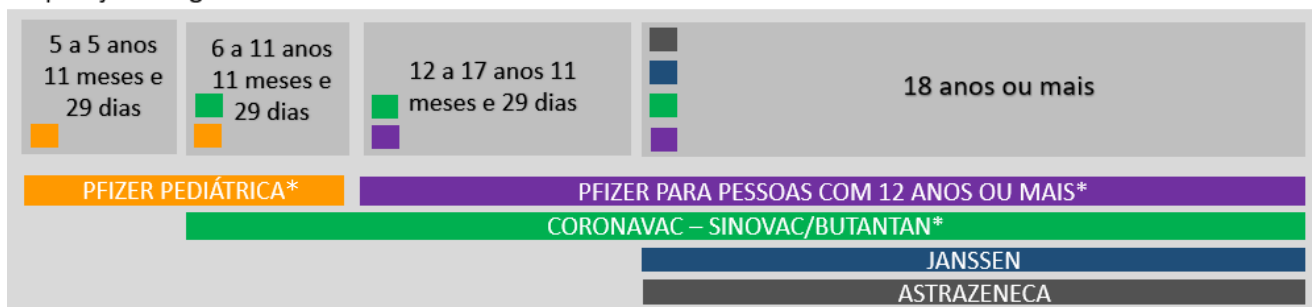 5 a 5 anos
11 meses e
29 dias
6 a 11 anos
11 meses e
29 dias
12 a 17 anos 11
meses e 29 dias
18 anos ou mais
PFIZER PEDIÁTRICA*
PFIZER PARA PESSOAS COM 12 ANOS OU MAIS*
CORONAVAC – SINOVAC/BUTANTAN*
JANSSEN
ASTRAZENECA